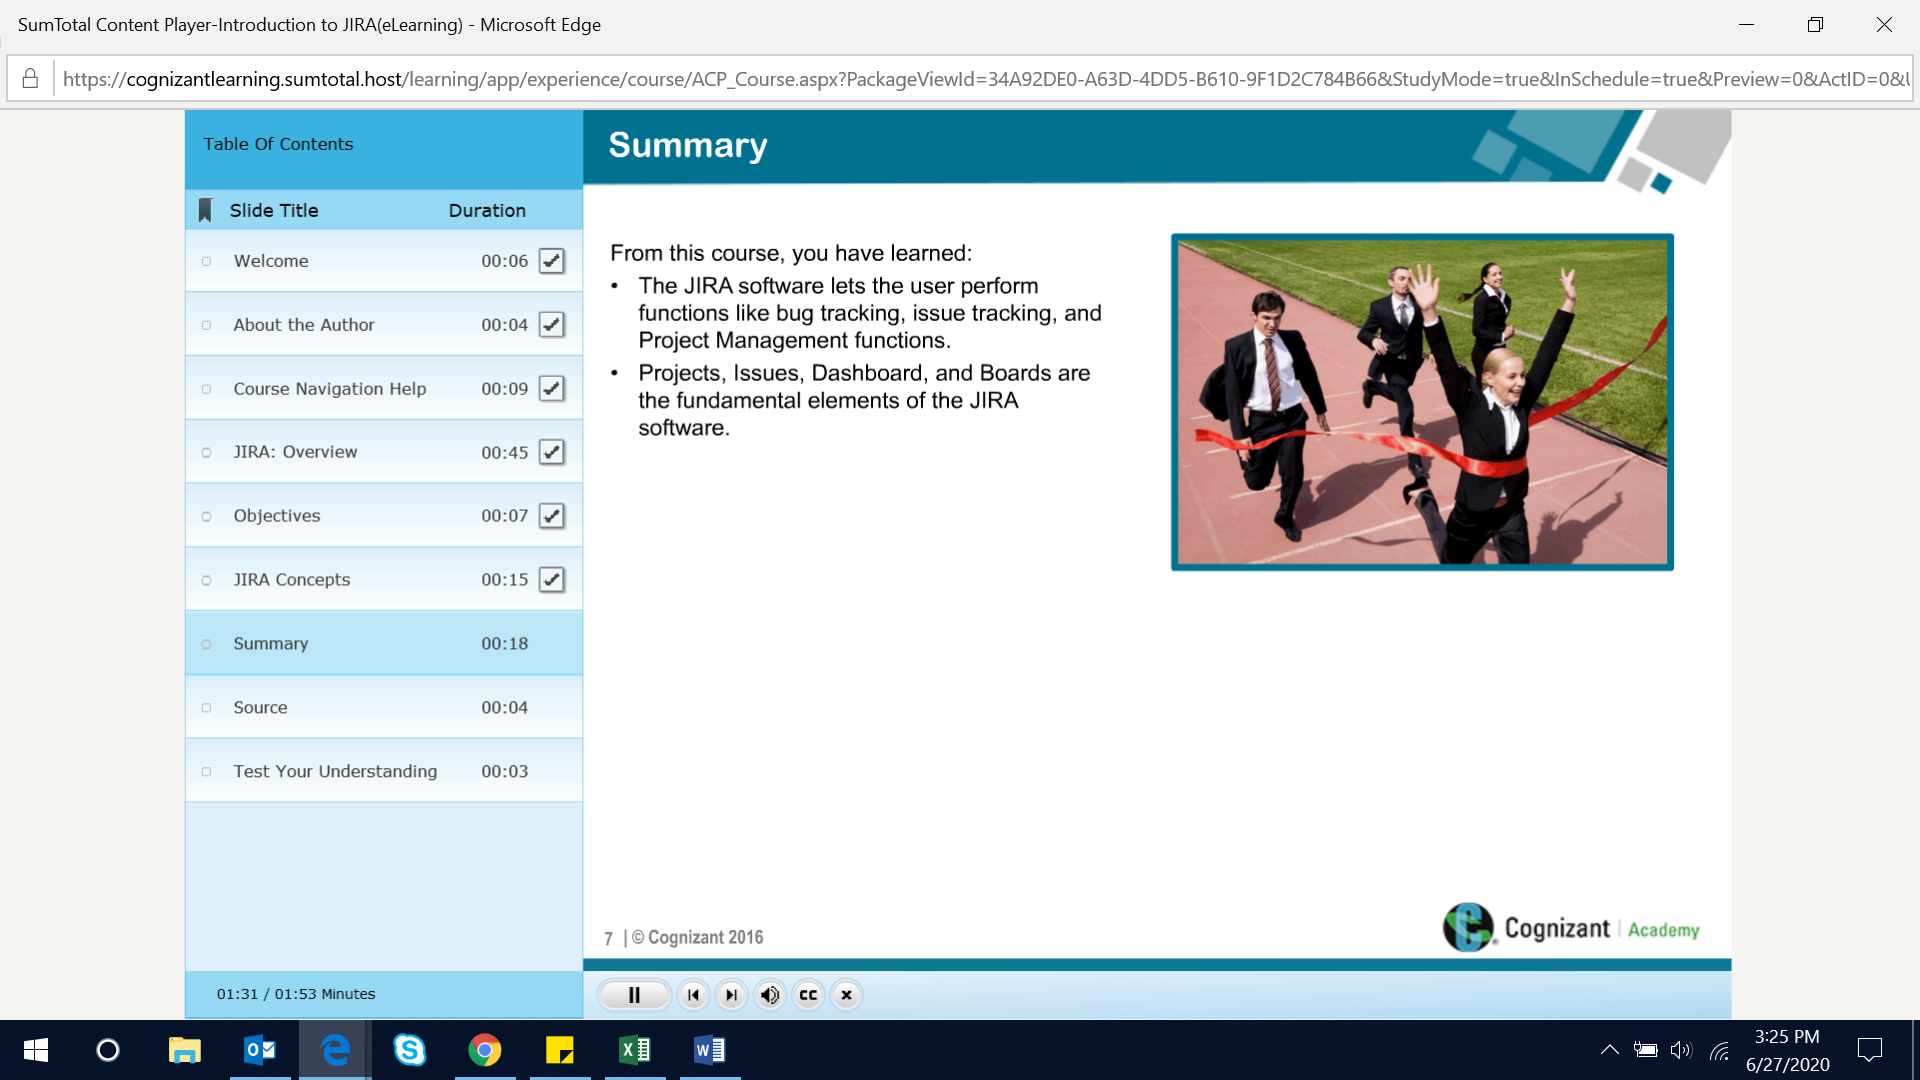 SumTotal Content Player-Introduction to JIRA(eLearning) - Microsoft Edge
https://cognizantlearning.sumtotal.host/learning/app/experience/course/ACP_Course.aspx?PackageViewId=34A92DE0-A63D-4DD5-B610-9F1D2C784B66&StudyMode=true&InSchedule=true&Preview=0&ActID=0&
Table Of Contents
Slide Title Duration
Welcome 00:06
About the Author 00:04
Course Navigation Help 00:09
JIRA: Overview 00:45
Objectives 00:07
JIRA Concepts 00:15
Summary 00:18
Source 00:04
Test Your Understanding 00:03
01:31 / 01:53 Minutes
Summary
From this course, you have learned:
• The JIRA software lets the user perform
functions like bug tracking, issue tracking, and
Project Management functions.
• Projects, Issues, Dashboard, and Boards are
the fundamental elements of the JIRA
software.
7 | © Cognizant 2016
Cognizant | Academy
CC
3:25 PM
6/27/2020